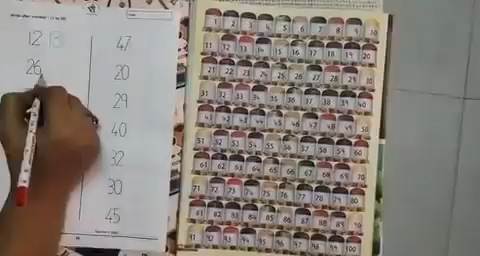 12 13
26
47
20
29
40
32
30
45
1 2 3 4 5 6 7 8 9 10
11 12 13 14 15 16 17 18 19 20
21 22 23 24 25 26 27 28 29 30
31 32 33 34 35 36 37 38 39 40
41 42 43 44 45 46 47 48 49 50
51 52 53 54 55 56 57 58 59 60
61 62 63 64 65 66 67 68 69 70
71 72 73 74 75 76 77 78 79 80
81 82 83 84 85 86 87 88 89 90
91 92 93 94 95 96 97 98 99 100